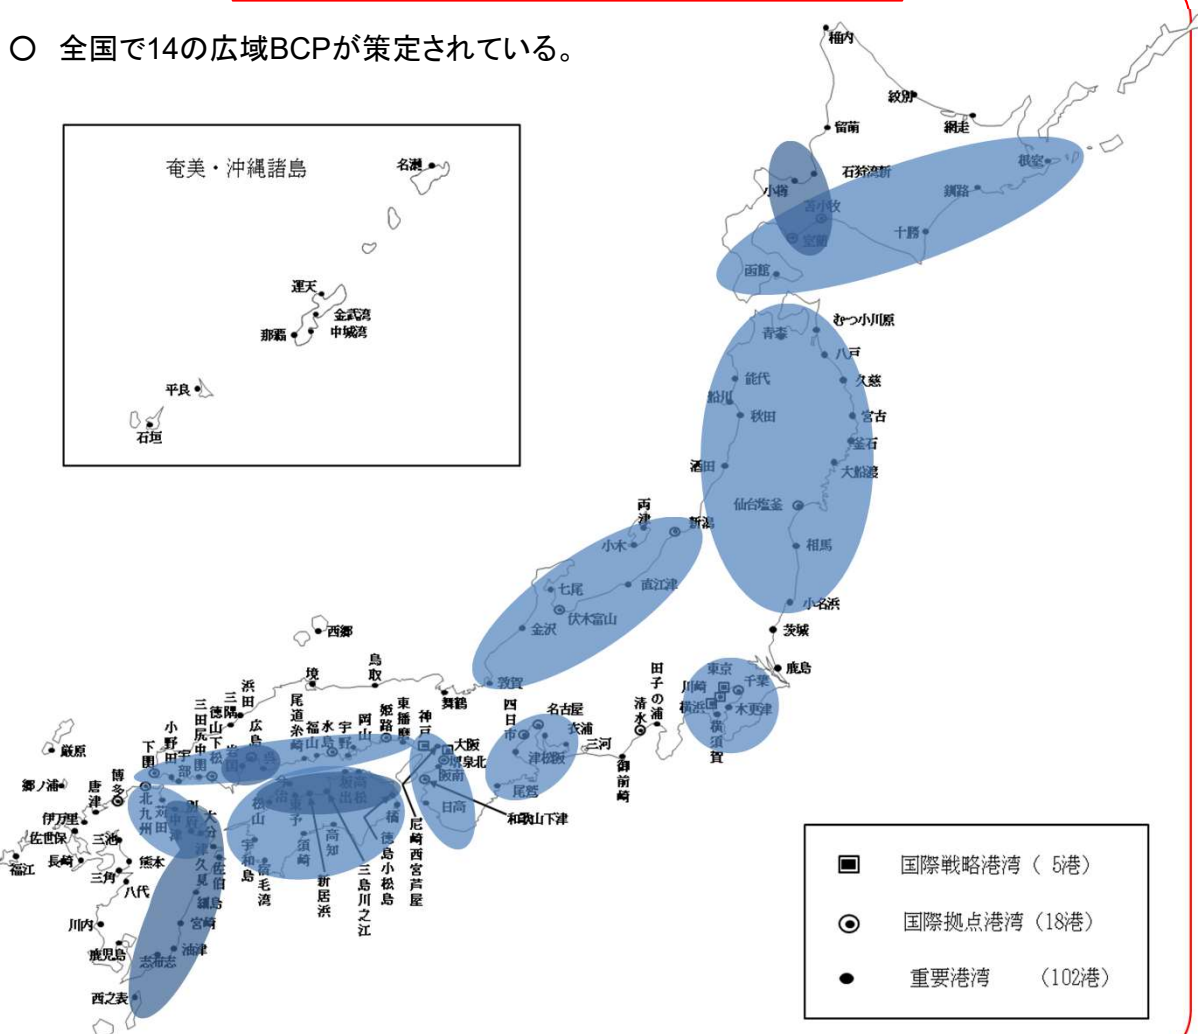 ○ 全国で14の広域BCPが策定されている。
奄美・沖縄諸島
名瀬
運天
金武湾
中城湾
那覇
平良
石垣
稚内
紋別
網走
留萌
石狩湾新
小樽
苫小牧
室蘭
函館
十勝
釧路
根室
青森
むつ小川原
八戸
久慈
宮古
釜石
大船渡
能代
船川
秋田
酒田
仙台塩釜
相馬
小名浜
茨城
鹿島
両津
新潟
小木
直江津
七尾
伏木富山
金沢
敦賀
東京
千葉
川崎
横浜
木更津
横須賀
田子の浦
清水
御前崎
名古屋
衣浦
三河
四日市
津松阪
尾鷲
舞鶴
西郷
境
鳥取
浜田
三隅
広島
呉
岩国
徳山下松
三田尻中関
宇部
小野田
下関
尾道糸崎
福山
水島
宇野
岡山
姫路
東播磨
神戸
大阪
堺泉北
阪南
日高
和歌山下津
尼崎西宮芦屋
徳島小松島
橘
三島川之江
新居浜
高松
坂出
今治
東予
松山
高知
須崎
宿毛湾
宇和島
厳原
郷ノ浦
博多
唐津
伊万里
佐世保
長崎
福江
三池
熊本
三角
八代
川内
鹿児島
志布志
西之表
北九州
苅田
中津
別府
大分
津久見
佐伯
細島
宮崎
油津
国際戦略港湾（ 5港）
国際拠点港湾（18港）
重要港湾 （102港）